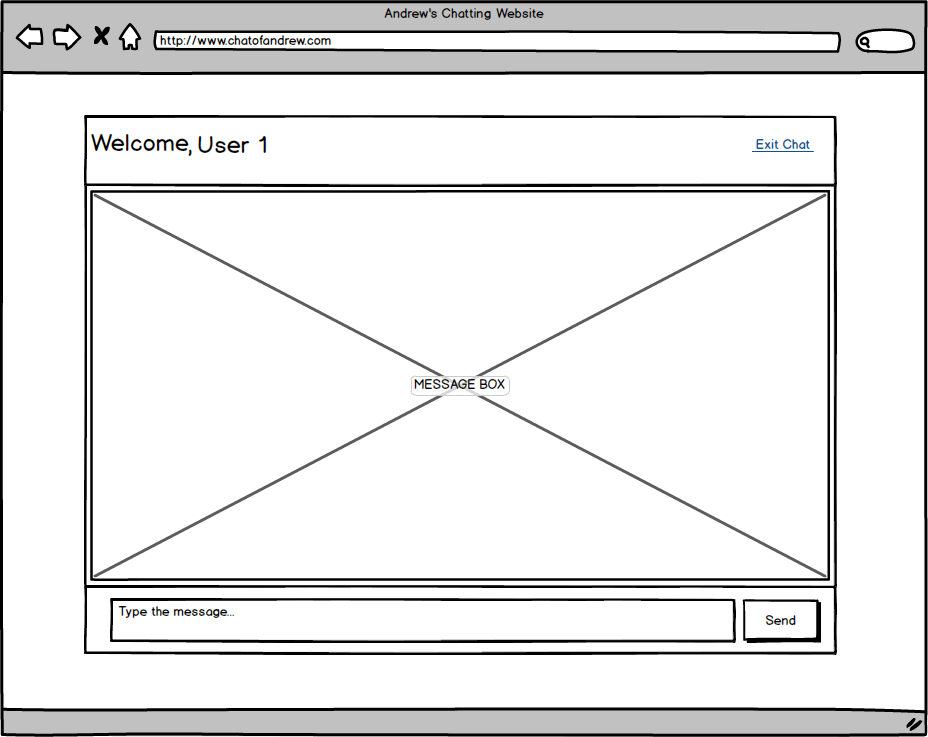 Andrew's Chatting Website
http://www.chatofandrew.com
Welcome, User 1
Exit Chat
MESSAGE BOX
Type the message...
Send